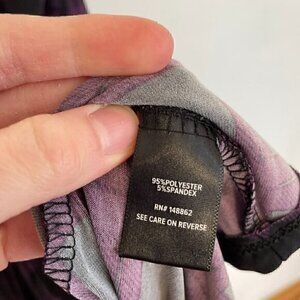 95%POLYESTER
5%SPANDEX
RN# 148862
SEE CARE ON REVERSE